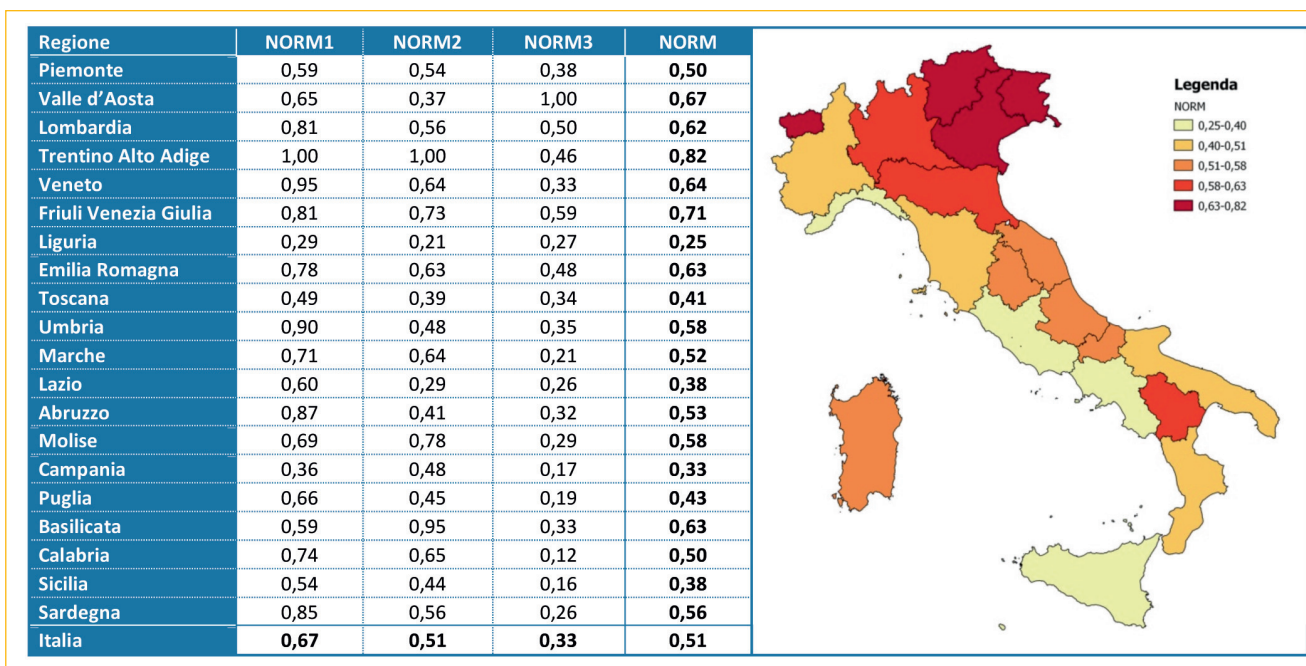 Regione NORM1 NORM2 NORM3 NORM
Piemonte 0,59 0,54 0,38 0,50
Valle d’Aosta 0,65 0,37 1,00 0,67
Lombardia 0,81 0,56 0,50 0,62
Trentino Alto Adige 1,00 1,00 0,46 0,82
Veneto 0,95 0,64 0,33 0,64
Friuli Venezia Giulia 0,81 0,73 0,59 0,71
Liguria 0,29 0,21 0,27 0,25
Emilia Romagna 0,78 0,63 0,48 0,63
Toscana 0,49 0,39 0,34 0,41
Umbria 0,90 0,48 0,35 0,58
Marche 0,71 0,64 0,21 0,52
Lazio 0,60 0,29 0,26 0,38
Abruzzo 0,87 0,41 0,32 0,53
Molise 0,69 0,78 0,29 0,58
Campania 0,36 0,48 0,17 0,33
Puglia 0,66 0,45 0,19 0,43
Basilicata 0,59 0,95 0,33 0,63
Calabria 0,74 0,65 0,12 0,50
Sicilia 0,54 0,44 0,16 0,38
Sardegna 0,85 0,56 0,26 0,56
Italia 0,67 0,51 0,33 0,51
Legenda
NORM
0,25-0,40
0,40-0,51
0,51-0,58
0,58-0,63
0,63-0,82